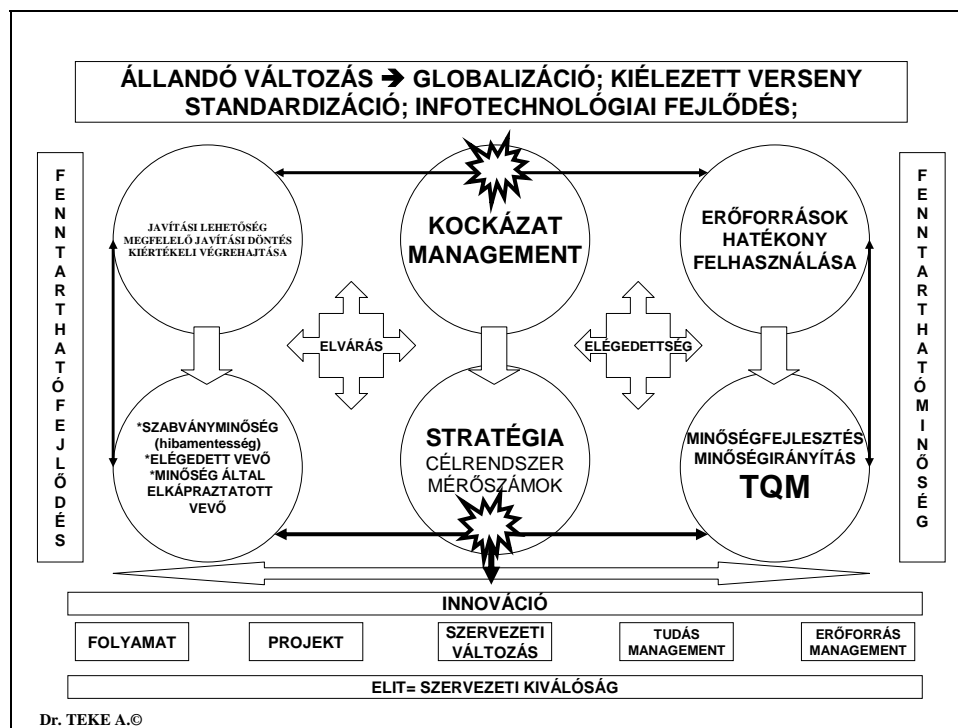 ÁLLANDÓ VÁLTOZÁS ➔ GLOBALIZÁCIÓ; KIÉLEZETT VERSENY
STANDARDIZÁCIÓ; INFOTECHNOLÓGIAI FEJLŐDÉS;
FENNTARTHATÓ FEJLŐDÉS
JAVÍTÁSI LEHETŐSÉG
MEGFELELŐ JAVÍTÁSI DÖNTÉS
KIÉRTÉKELI VÉGREHAJTÁSA
KOCKÁZAT
MANAGEMENT
ERŐFORRÁSOK
HATÉKONY
FELHASZNÁLÁSA
FENNTARTHATÓ MINŐSÉG
ELVÁRÁS
ELÉGEDETTSÉG
*SZABVÁNYMINŐSÉG
(hibamentesség)
*ELÉGEDETT VEVŐ
*MINŐSÉG ÁLTAL
ELKÁPRAZTATOTT
VEVŐ
STRATÉGIA
CÉLRENDSZER
MÉRŐSZÁMOK
MINŐSÉGFEJLESZTÉS
MINŐSÉGIRÁNYÍTÁS
TQM
INNOVÁCIÓ
FOLYAMAT
PROJEKT
SZERVEZETI
VÁLTOZÁS
TUDÁS
MANAGEMENT
ERŐFORRÁS
MANAGEMENT
ELIT= SZERVEZETI KIVÁLÓSÁG
Dr. TEKE A.©